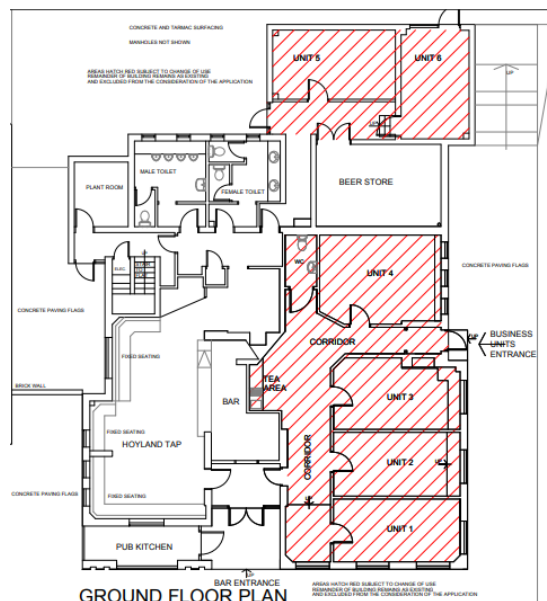 CONCRETE AND TARMAC SURFACING
MANHOLES NOT SHOWN
AREAS HATCH RED SUBJECT TO CHANGE OF USE
REMAINDER OF BUILDING REMAINS AS EXISTING
AND EXCLUDED FROM THE CONSIDERATION OF THE APPLICATION
UNIT 5
UNIT 6
UP
UP
MALE TOILET
FEMALE TOILET
PLANT ROOM
BEER STORE
WC
UNIT 4
CONCRETE PAVING FLAGS
ELEC.
CONCRETE PAVING FLAGS
UP
BUSINESS
UNITS
ENTRANCE
CORRIDOR
FIXED SEATING
TEA
AREA
BRICK WALL
BAR
UNIT 3
FIXED SEATING
HOYLAND TAP
CORRIDOR
UNIT 2
UP
CONCRETE PAVING FLAGS
FIXED SEATING
UNIT 1
PUB KITCHEN
BAR ENTRANCE
GROUND FLOOR PLAN
AREAS HATCH RED SUBJECT TO CHANGE OF USE
REMAINDER OF BUILDING REMAINS AS EXISTING
AND EXCLUDED FROM THE CONSIDERATION OF THE APPLICATION